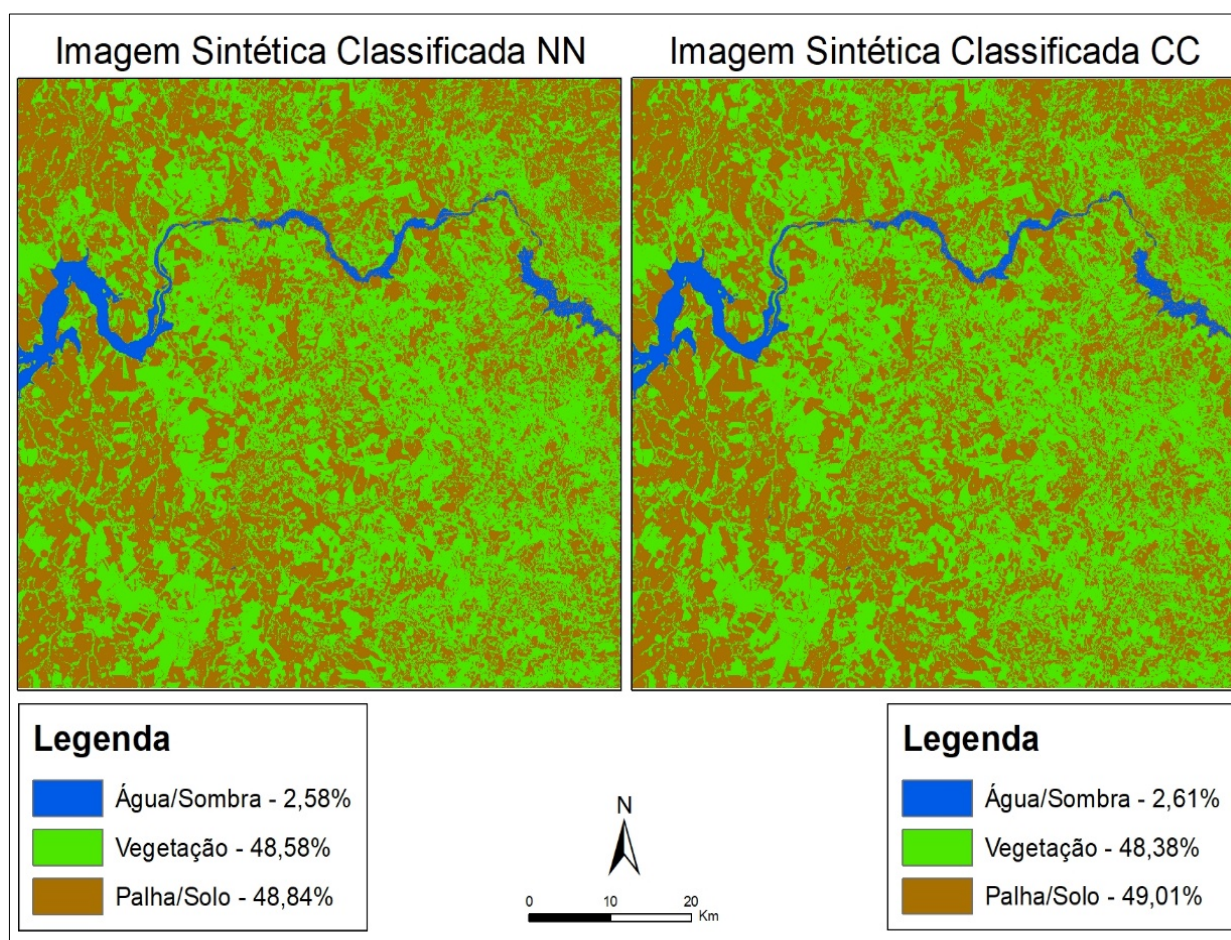 Imagem Sintética Classificada NN
Imagem Sintética Classificada CC
Legenda
Água/Sombra - 2,58%
Vegetação - 48,58%
Palha/Solo - 48,84%
N
0 10 20
Km
Legenda
Água/Sombra - 2,61%
Vegetação - 48,38%
Palha/Solo - 49,01%